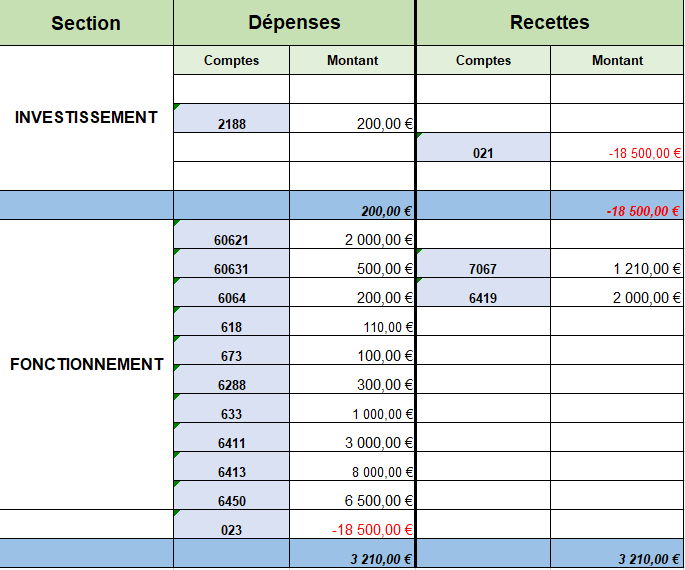 Section Dépenses Recettes
Comptes Montant Comptes Montant
INVESTISSEMENT
2188 200,00 €
021 -18 500,00 €
200,00 € -18 500,00 €
60621 2 000,00 €
60631 500,00 € 7067 1 210,00 €
6064 200,00 € 6419 2 000,00 €
618 110,00 €
673 100,00 €
FONCTIONNEMENT
6288 300,00 €
633 1 000,00 €
6411 3 000,00 €
6413 8 000,00 €
6450 6 500,00 €
023 -18 500,00 €
3 210,00 € 3 210,00 €